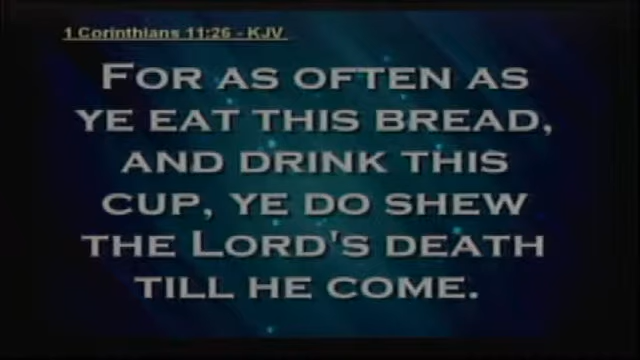 1 Corinthians 11:26 - KJV
FOR AS OFTEN AS
YE EAT THIS BREAD,
AND DRINK THIS
CUP, YE DO SHEW
THE LORD'S DEATH
TILL HE COME.